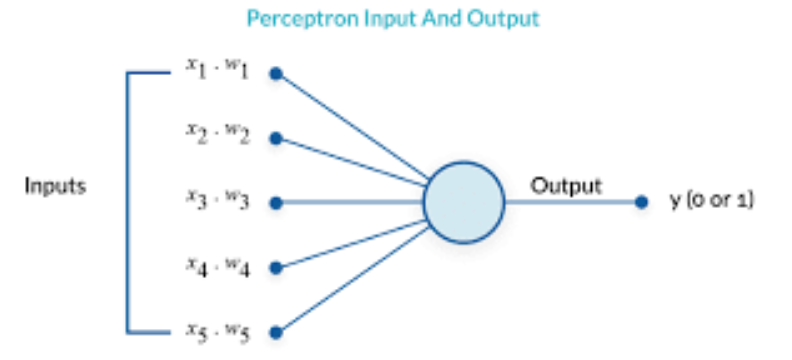 Perceptron Input And Output
x1 . w1
x2 . w2
Inputs
x3 . w3
x4 . w4
x5 . w5
Output
y (0 or 1)